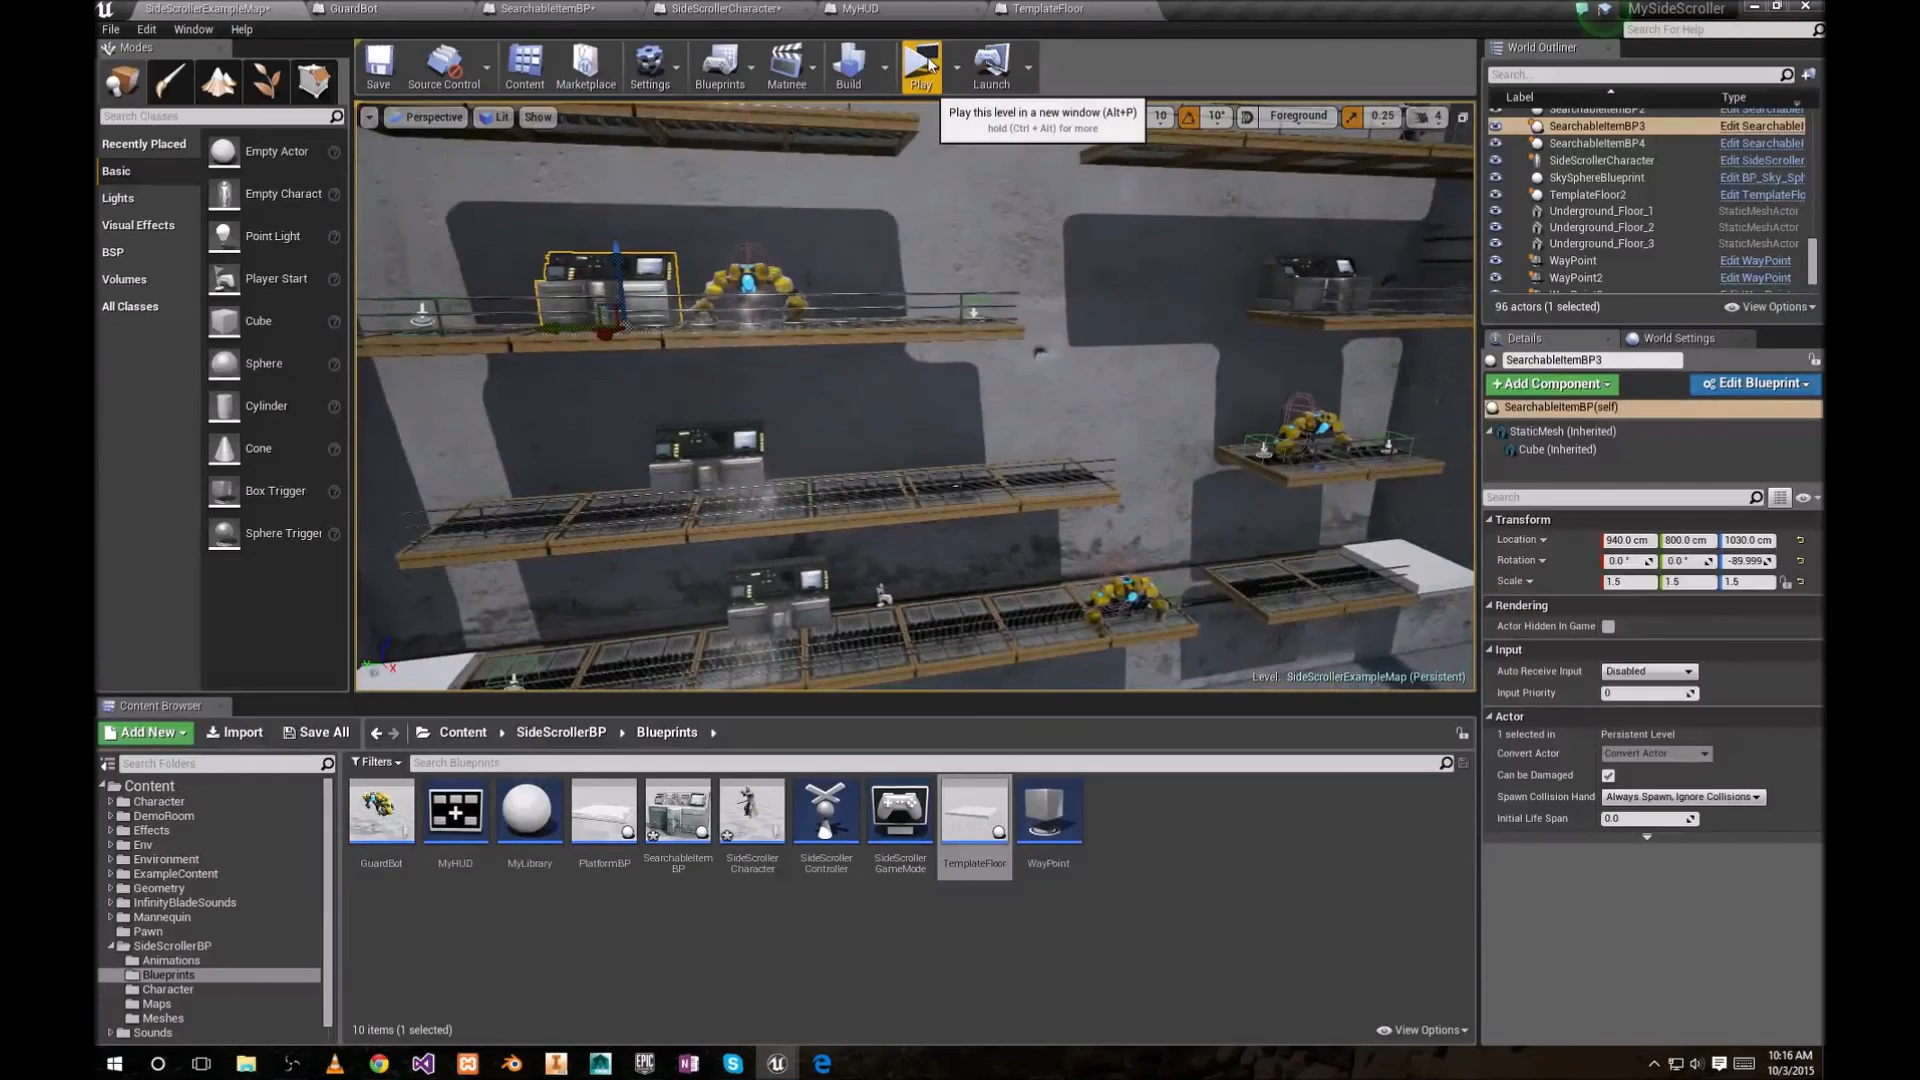 SideScrollerExampleMap*
GuardBot
SearchableItemBP*
SideScrollerCharacter*
MyHUD
TemplateFloor
MySideScroller
File
Edit
Window
Help
Search For Help
Modes
Save
Source Control
Content
Marketplace
Settings
Blueprints
Matinee
Build
Play
Launch
Play this level in a new window (Alt+P)
hold (Ctrl + Alt) for more
World Outliner
Search...
Label
Type
Search Classes
Recently Placed
Basic
Lights
Visual Effects
BSP
Volumes
All Classes
Empty Actor
Empty Charact
Point Light
Player Start
Cube
Sphere
Cylinder
Cone
Box Trigger
Sphere Trigger
Perspective
Lit
Show
10
10°
Foreground
0.25
4
Level: SideScrollerExampleMap (Persistent)
SearchableItemBP2 Edit Searchabl
SearchableItemBP3 Edit SearchableI
SearchableItemBP4 Edit SearchableI
SideScrollerCharacter Edit SideScroller
SkySphereBlueprint Edit BP_Sky_Sph
TemplateFloor2 Edit TemplateFlo
Underground_Floor_1 StaticMeshActor
Underground_Floor_2 StaticMeshActor
Underground_Floor_3 StaticMeshActor
WayPoint Edit WayPoint
WayPoint2 Edit WayPoint
96 actors (1 selected)
View Options
Details
World Settings
SearchableItemBP3
+Add Component
Edit Blueprint
SearchableItemBP(self)
StaticMesh (Inherited)
Cube (Inherited)
Search
Transform
Location 940.0 cm 800.0 cm 1030.0 cm
Rotation 0.0 ° 0.0 ° -89.999
Scale 1.5 1.5 1.5
Rendering
Actor Hidden In Game
Input
Auto Receive Input Disabled
Input Priority 0
Actor
1 selected in Persistent Level
Convert Actor Convert Actor
Can be Damaged
Spawn Collision Hand Always Spawn, Ignore Collisions
Initial Life Span 0.0
Content Browser
Add New
Import
Save All
Content
SideScrollerBP
Blueprints
Search Folders
Filters
Search Blueprints
Content
Character
DemoRoom
Effects
Env
Environment
ExampleContent
Geometry
InfinityBladeSounds
Mannequin
Pawn
SideScrollerBP
Animations
Blueprints
Character
Maps
Meshes
Sounds
GuardBot
MyHUD
MyLibrary
PlatformBP
SearchableItem
BP
SideScroller
Character
SideScroller
Controller
SideScroller
GameMode
TemplateFloor
WayPoint
10 items (1 selected)
View Options
EPIC
10:16 AM
10/3/2015